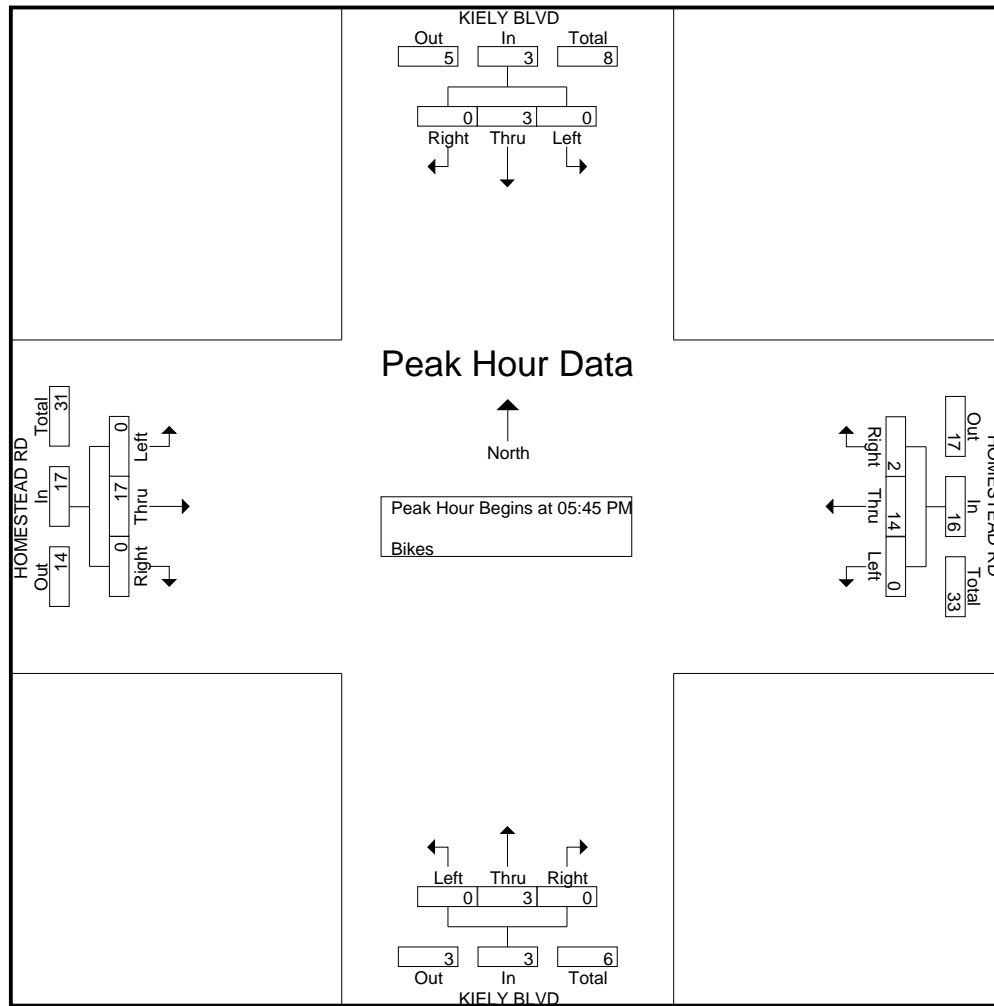 KIELY BLVD
Out In Total
5 3 8
0 3 0
Right Thru Left
Peak Hour Data
North
Peak Hour Begins at 05:45 PM
Bikes
HOMESTEAD RD
Out In Total
14 17 31
Left Thru Right
0 17 0
HOMESTEAD RD
Out In Total
17 16 33
Right Thru Left
2 14 0
Left Thru Right
0 3 0
3 3 6
Out In Total
KIELY BLVD